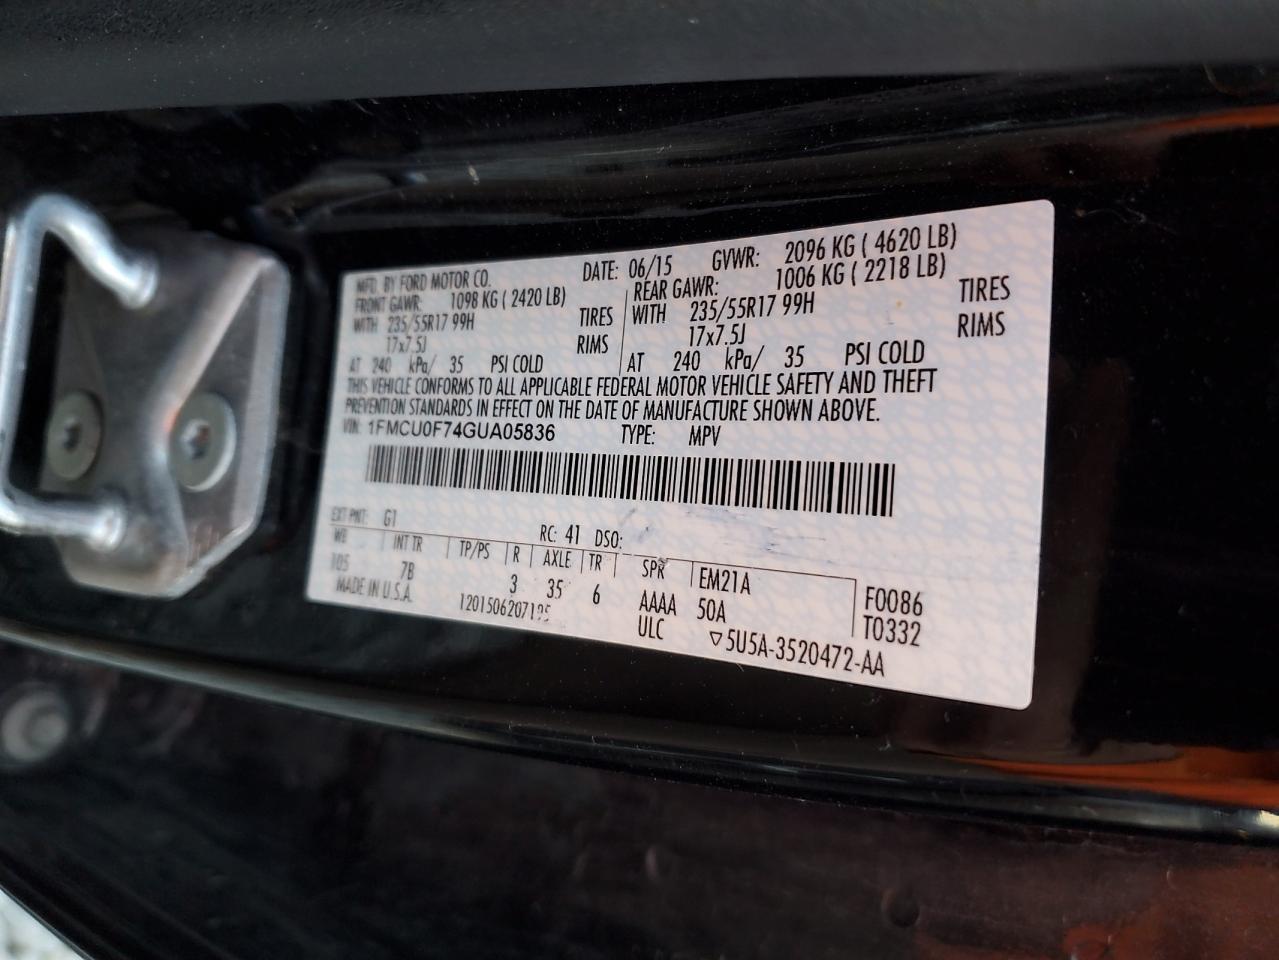 MFD. BY FORD MOTOR CO. DATE: 06/15 GVWR: 2096 KG ( 4620 LB)
FRONT GAWR: 1098 KG ( 2420 LB) REAR GAWR: 1006 KG ( 2218 LB)
WITH 235/55R17 99H TIRES WITH 235/55R17 99H TIRES
17x7.5J RIMS 17x7.5J RIMS
AT 240 kPa/ 35 PSI COLD AT 240 kPa/ 35 PSI COLD
THIS VEHICLE CONFORMS TO ALL APPLICABLE FEDERAL MOTOR VEHICLE SAFETY AND THEFT
PREVENTION STANDARDS IN EFFECT ON THE DATE OF MANUFACTURE SHOWN ABOVE.
VIN: 1FMCU0F74GUA05836 TYPE: MPV
EXT PNT: G1 RC: 41 DSO:
WB INT TR TP/PS R AXLE TR SPR EM21A F0086
105 7B 3 35 6 AAAA 50A T0332
MADE IN U.S.A. ULC ▽5U5A-3520472-AA